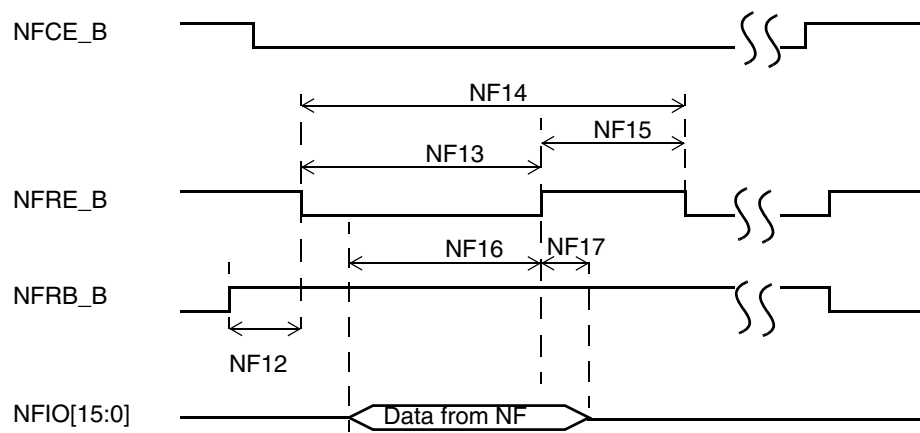 NFCE_B
NF14
NF15
NF13
NFRE_B
NF16
NF17
NFRB_B
NF12
NFIO[15:0]
Data from NF